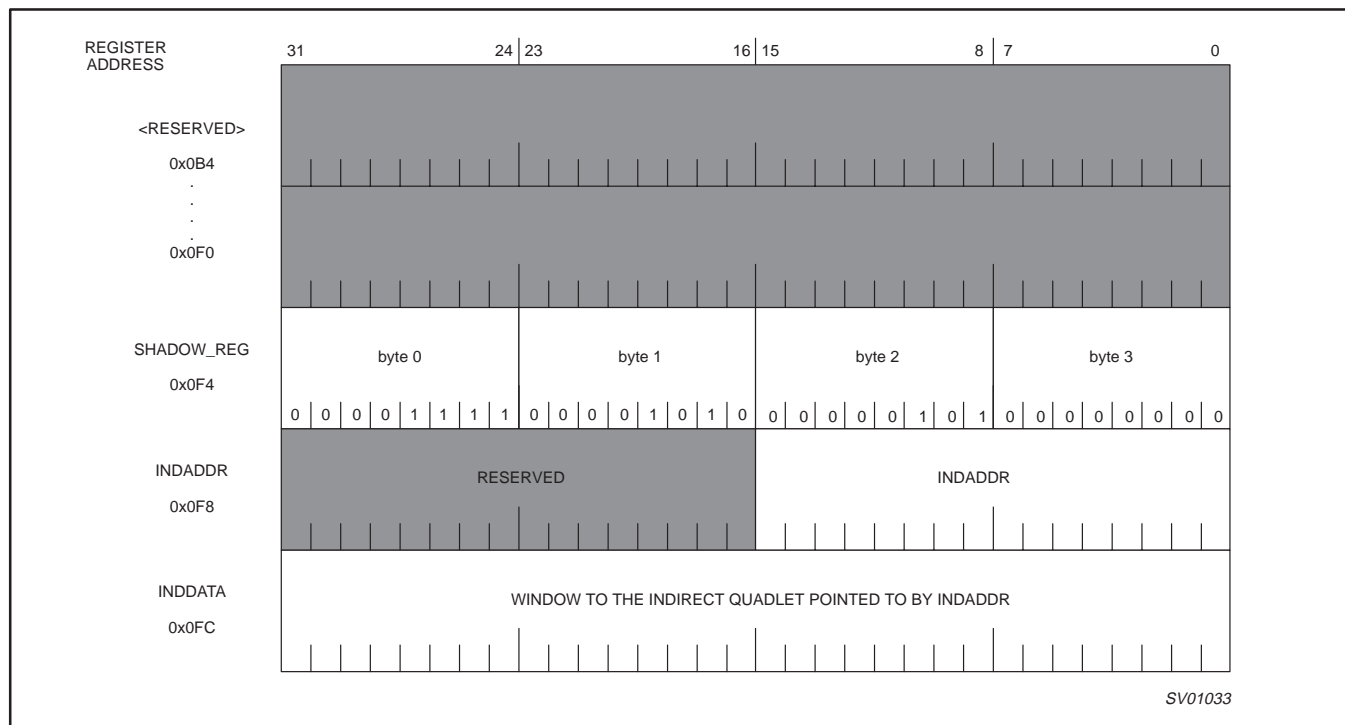 REGISTER
ADDRESS
31 24 23 16 15 8 7 0
<RESERVED>
0x0B4
.
.
.
.
0x0F0
SHADOW_REG
0x0F4
byte 0 byte 1 byte 2 byte 3
0 0 0 0 1 1 1 1 0 0 0 0 1 0 1 0 0 0 0 0 0 1 0 1 0 0 0 0 0 0 0 0
INDADDR
0x0F8
RESERVED INDADDR
INDDATA
0x0FC
WINDOW TO THE INDIRECT QUADLET POINTED TO BY INDADDR
SV01033